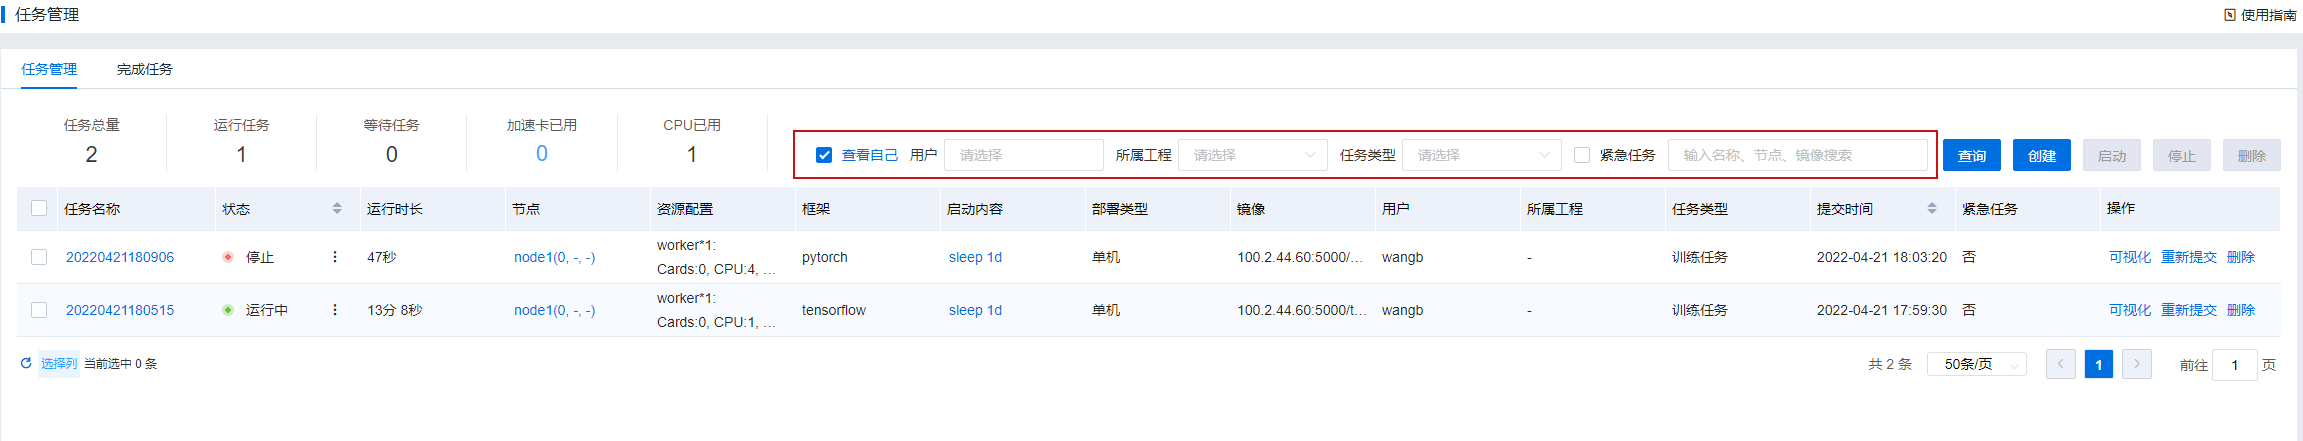 任务管理
使用指南
任务管理 完成任务
任务总量 运行任务 等待任务 加速卡已用 CPU已用
2 1 0 0 1
查看自己 用户 请选择 所属工程 请选择 任务类型 请选择 紧急任务 输入名称、节点、镜像搜索 查询 创建 启动 停止 删除
任务名称 状态 运行时长 节点 资源配置 框架 启动内容 部署类型 镜像 用户 所属工程 任务类型 提交时间 紧急任务 操作
20220421180906 停止 47秒 node1(0, -, -) worker*1: Cards:0, CPU:4, ... pytorch sleep 1d 单机 100.2.44.60:5000/... wangb - 训练任务 2022-04-21 18:03:20 否 可视化 重新提交 删除
20220421180515 运行中 13分 8秒 node1(0, -, -) worker*1: Cards:0, CPU:1, ... tensorflow sleep 1d 单机 100.2.44.60:5000/t... wangb - 训练任务 2022-04-21 17:59:30 否 可视化 重新提交 删除
选择列 当前选中 0 条 共 2 条 50条/页 1 前往 1 页